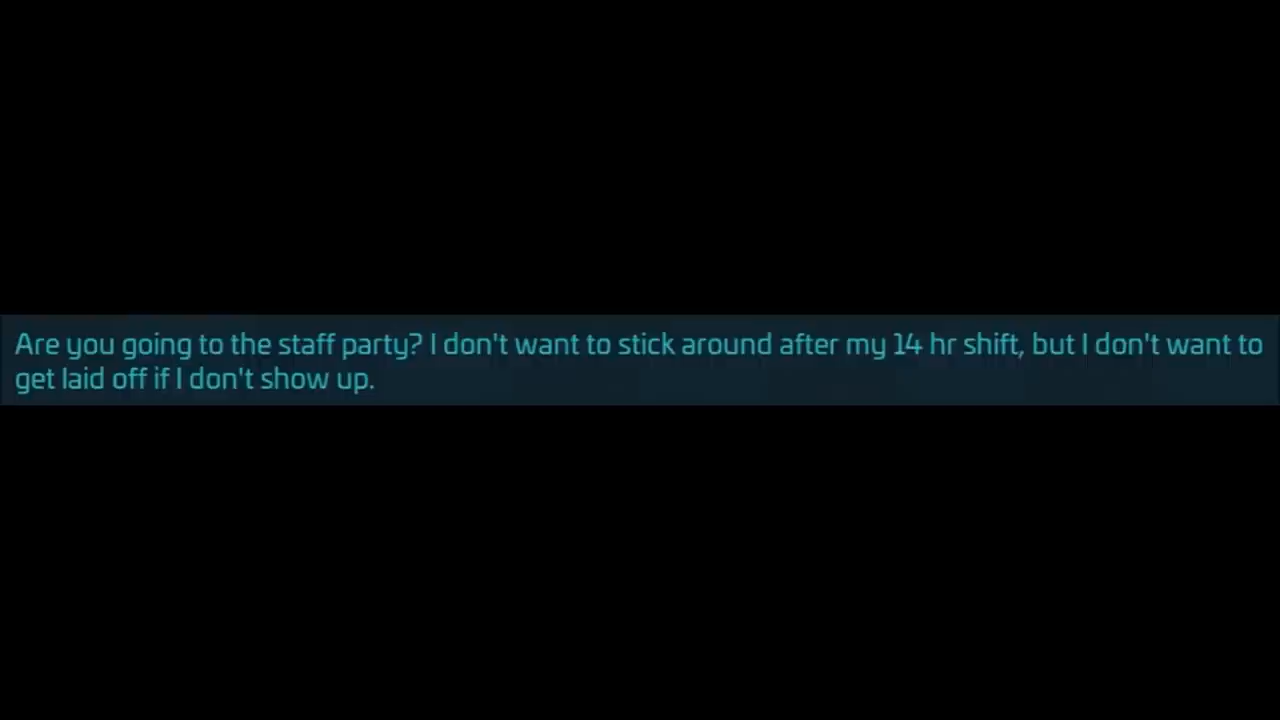 Are you going to the staff party? I don't want to stick around after my 14 hr shift, but I don't want to
get laid off if I don't show up.